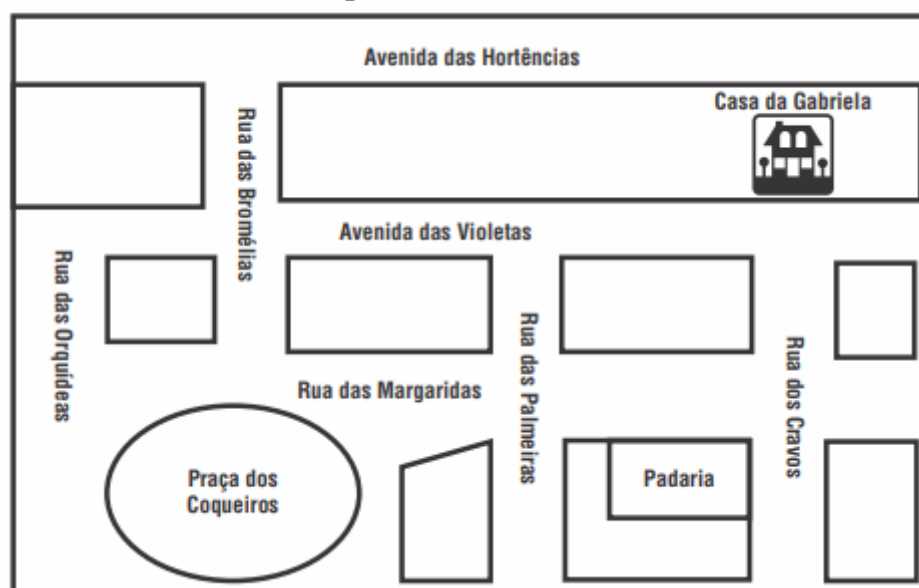 Avenida das Hortências
Casa da Gabriela
Rua das Bromélias
Avenida das Violetas
Rua das Orquídeas
Rua das Palmeiras
Rua dos Cravos
Rua das Margaridas
Praça dos
Coqueiros
Padaria